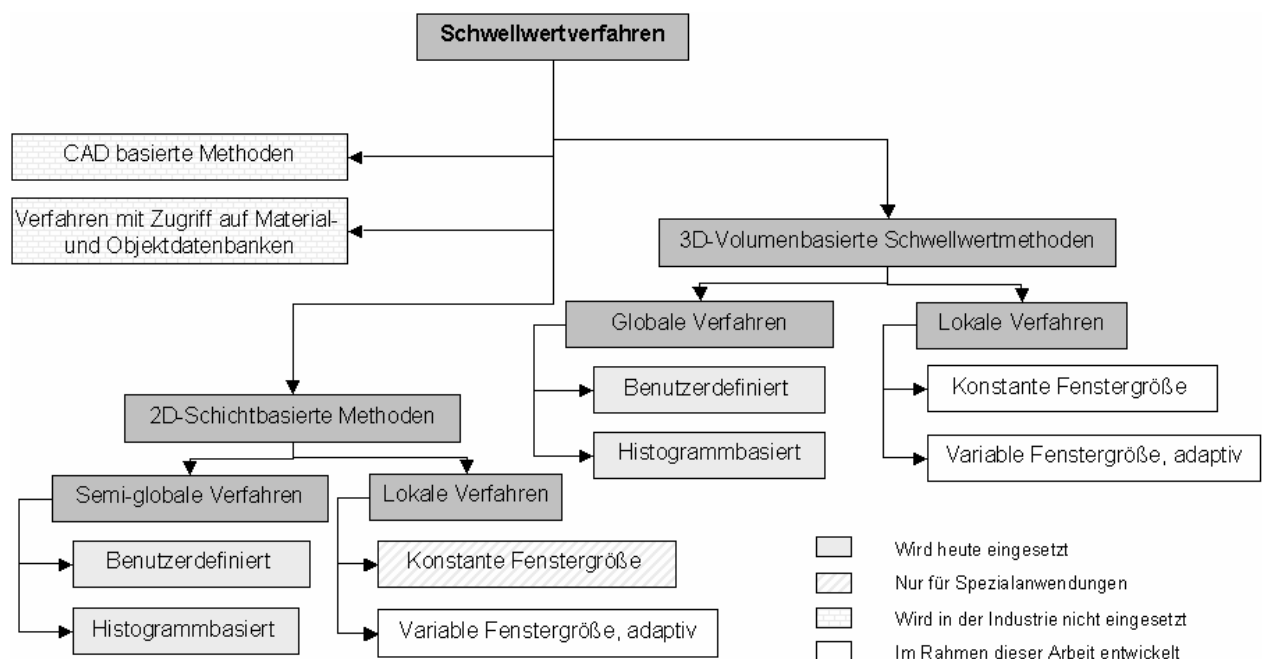 Schwellwertverfahren
CAD basierte Methoden
Verfahren mit Zugriff auf Material-
und Objektdatenbanken
3D-Volumenbasierte Schwellwertmethoden
Globale Verfahren
Lokale Verfahren
Benutzerdefiniert
Konstante Fenstergröße
Histogrammbasiert
Variable Fenstergröße, adaptiv
2D-Schichtbasierte Methoden
Semi-globale Verfahren
Lokale Verfahren
Benutzerdefiniert
Konstante Fenstergröße
Histogrammbasiert
Variable Fenstergröße, adaptiv
Wird heute eingesetzt
Nur für Spezialanwendungen
Wird in der Industrie nicht eingesetzt
Im Rahmen dieser Arbeit entwickelt